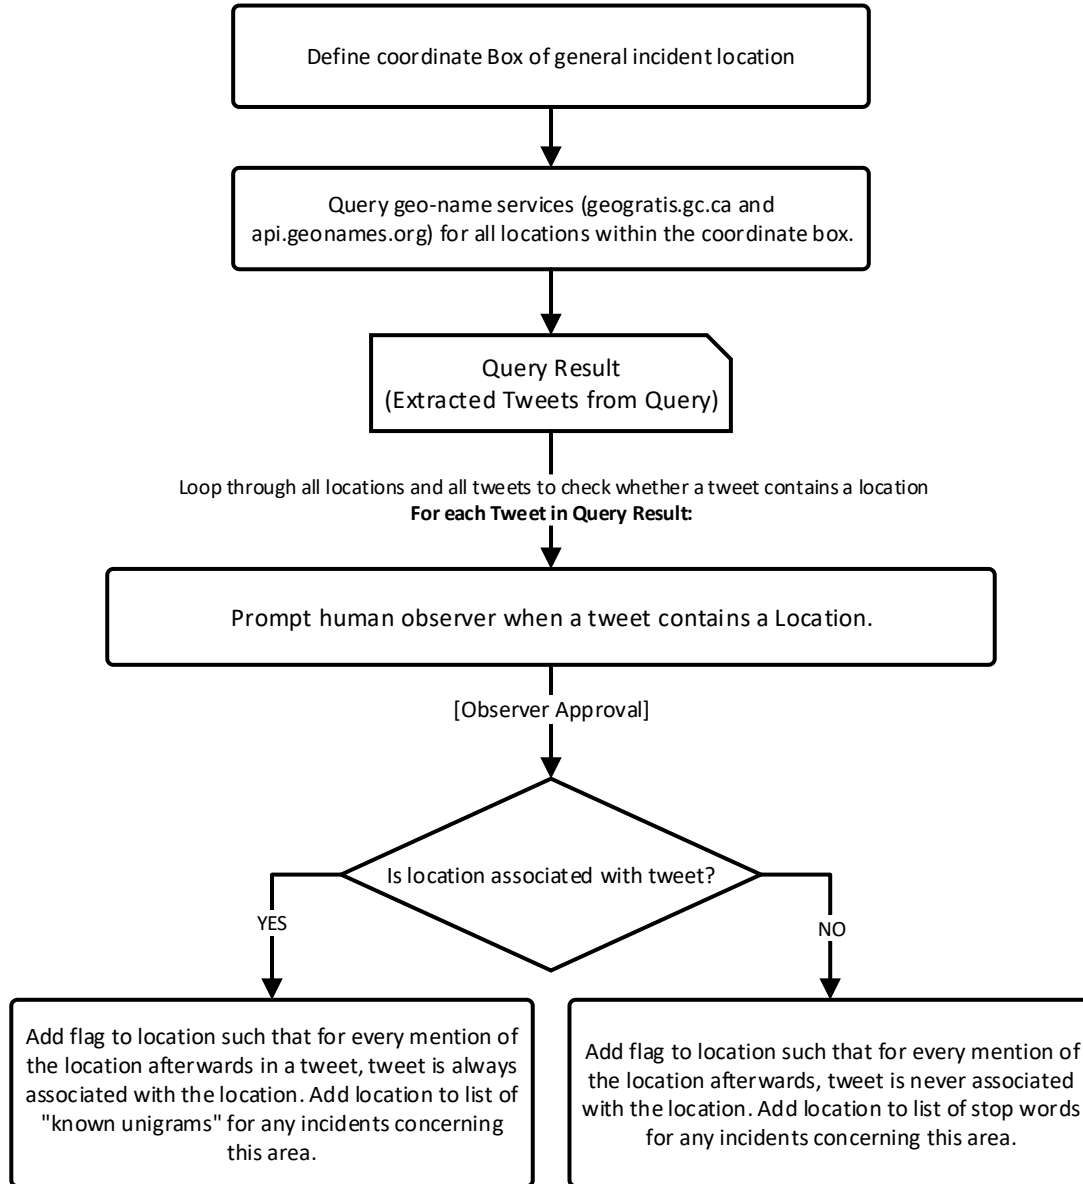 Define coordinate Box of general incident location
Query geo-name services (geogratis.gc.ca and
api.geonames.org) for all locations within the coordinate box.
Query Result
(Extracted Tweets from Query)
Loop through all locations and all tweets to check whether a tweet contains a location
For each Tweet in Query Result:
Prompt human observer when a tweet contains a Location.
[Observer Approval]
Is location associated with tweet?
YES
NO
Add flag to location such that for every mention of
the location afterwards in a tweet, tweet is always
associated with the location. Add location to list of
"known unigrams" for any incidents concerning
this area.
Add flag to location such that for every mention of
the location afterwards, tweet is never associated
with the location. Add location to list of stop words
for any incidents concerning this area.